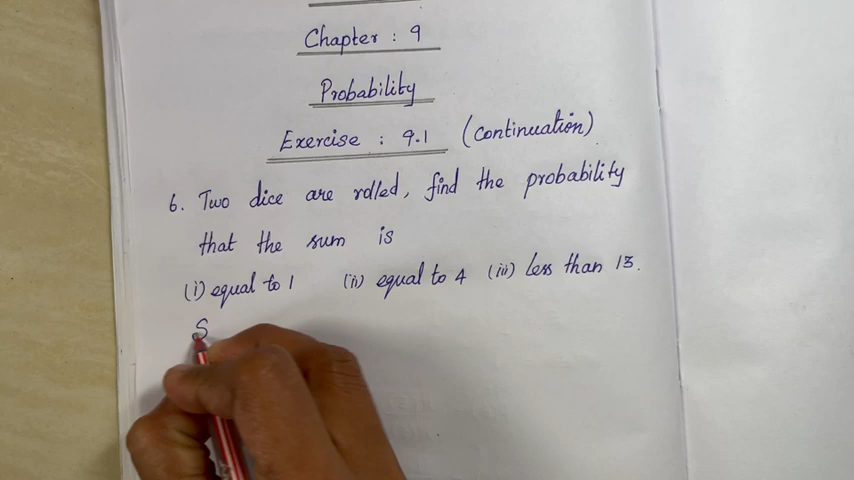 Chapter : 9
Probability
Exercise : 9.1 (Continuation)
6. Two dice are rolled, find the probability
that the sum is
(i) equal to 1 (ii) equal to 4 (iii) less than 13.
S